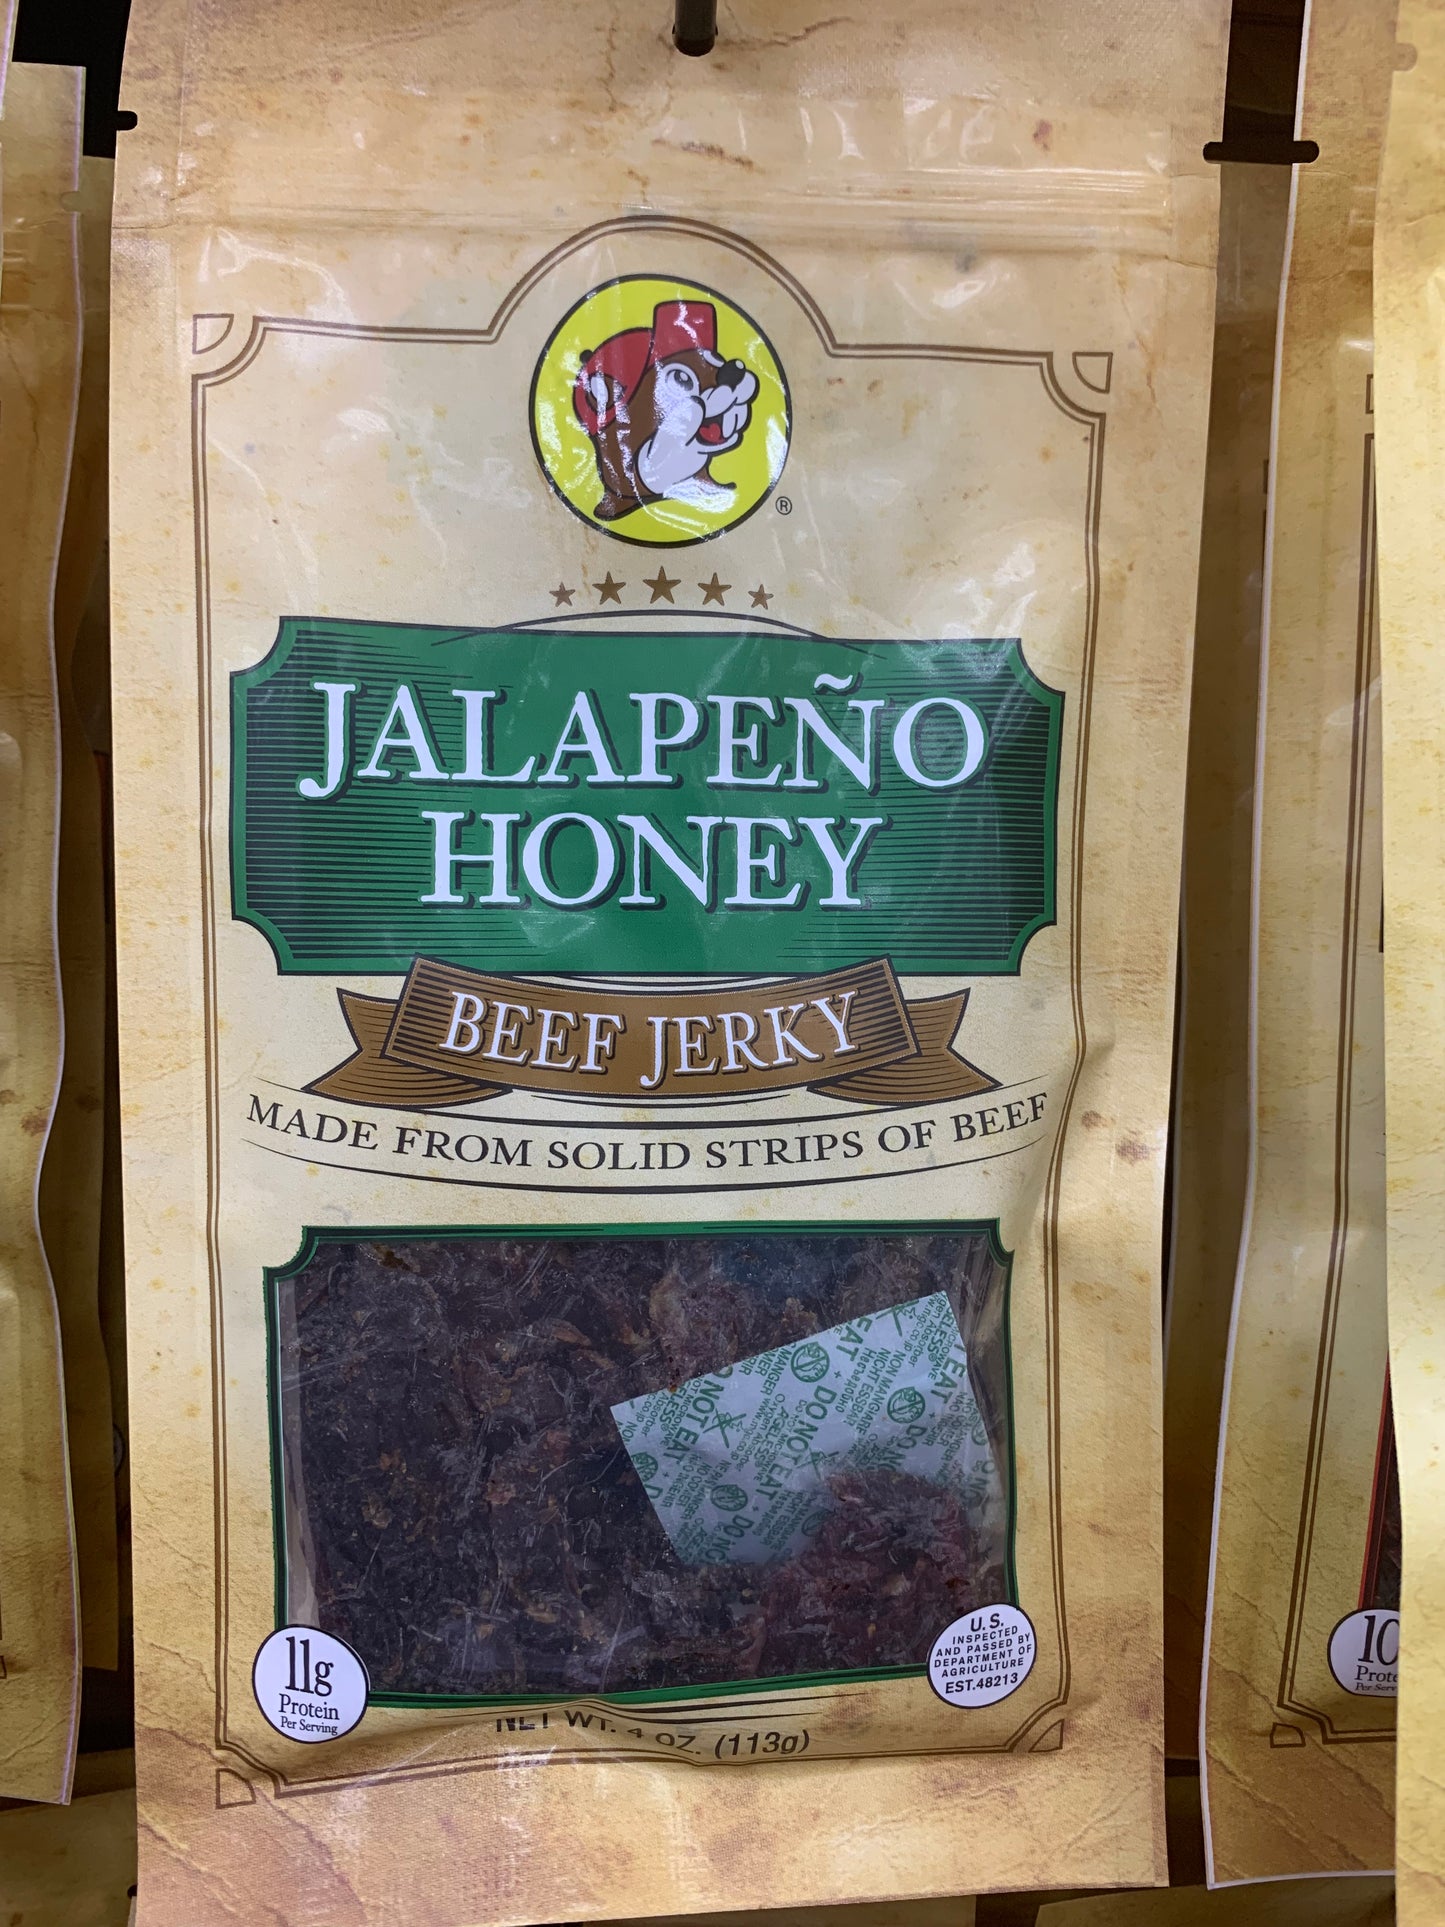 ®
JALAPEÑO
HONEY
BEEF JERKY
MADE FROM SOLID STRIPS OF BEEF
DO NOT EAT
11g
Protein
Per Serving
U.S.
INSPECTED
AND PASSED BY
DEPARTMENT OF
AGRICULTURE
EST.48213
NET WT. 4 OZ. (113g)
10